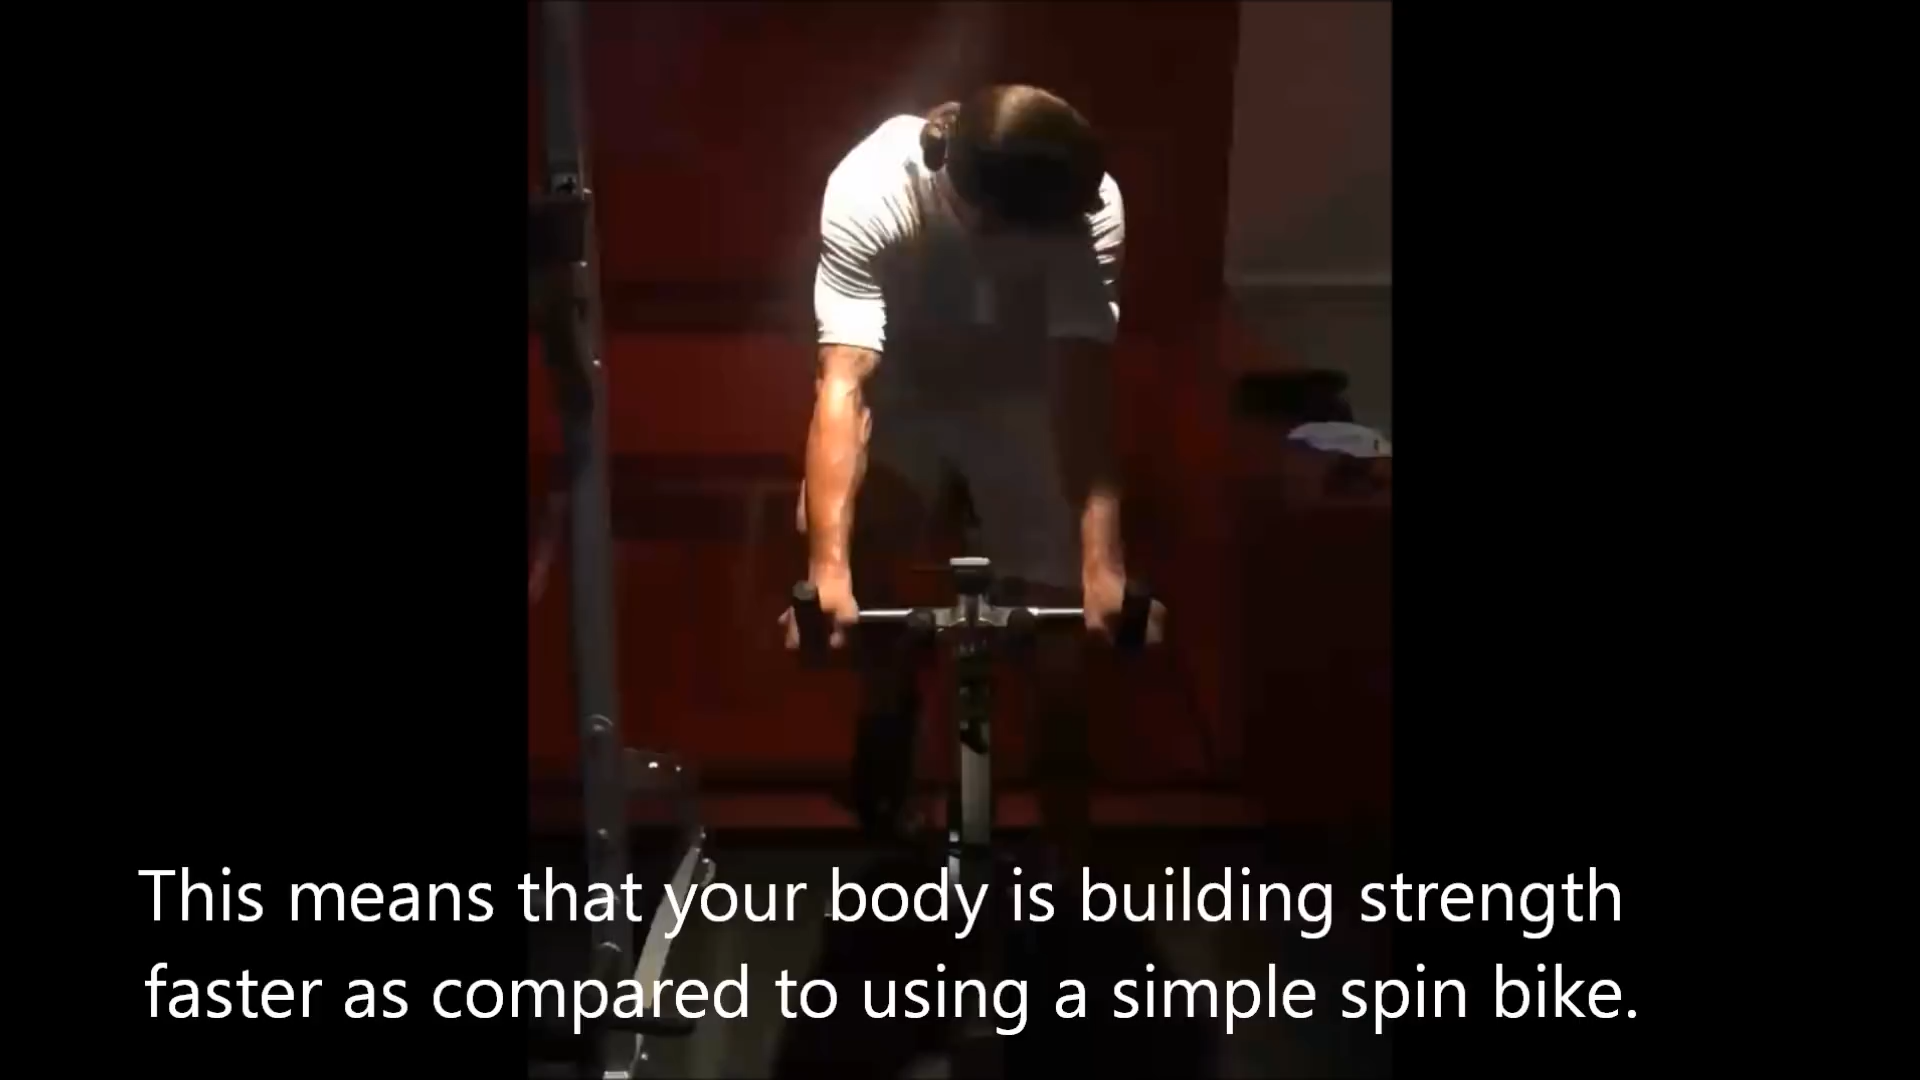 This means that your body is building strength
faster as compared to using a simple spin bike.